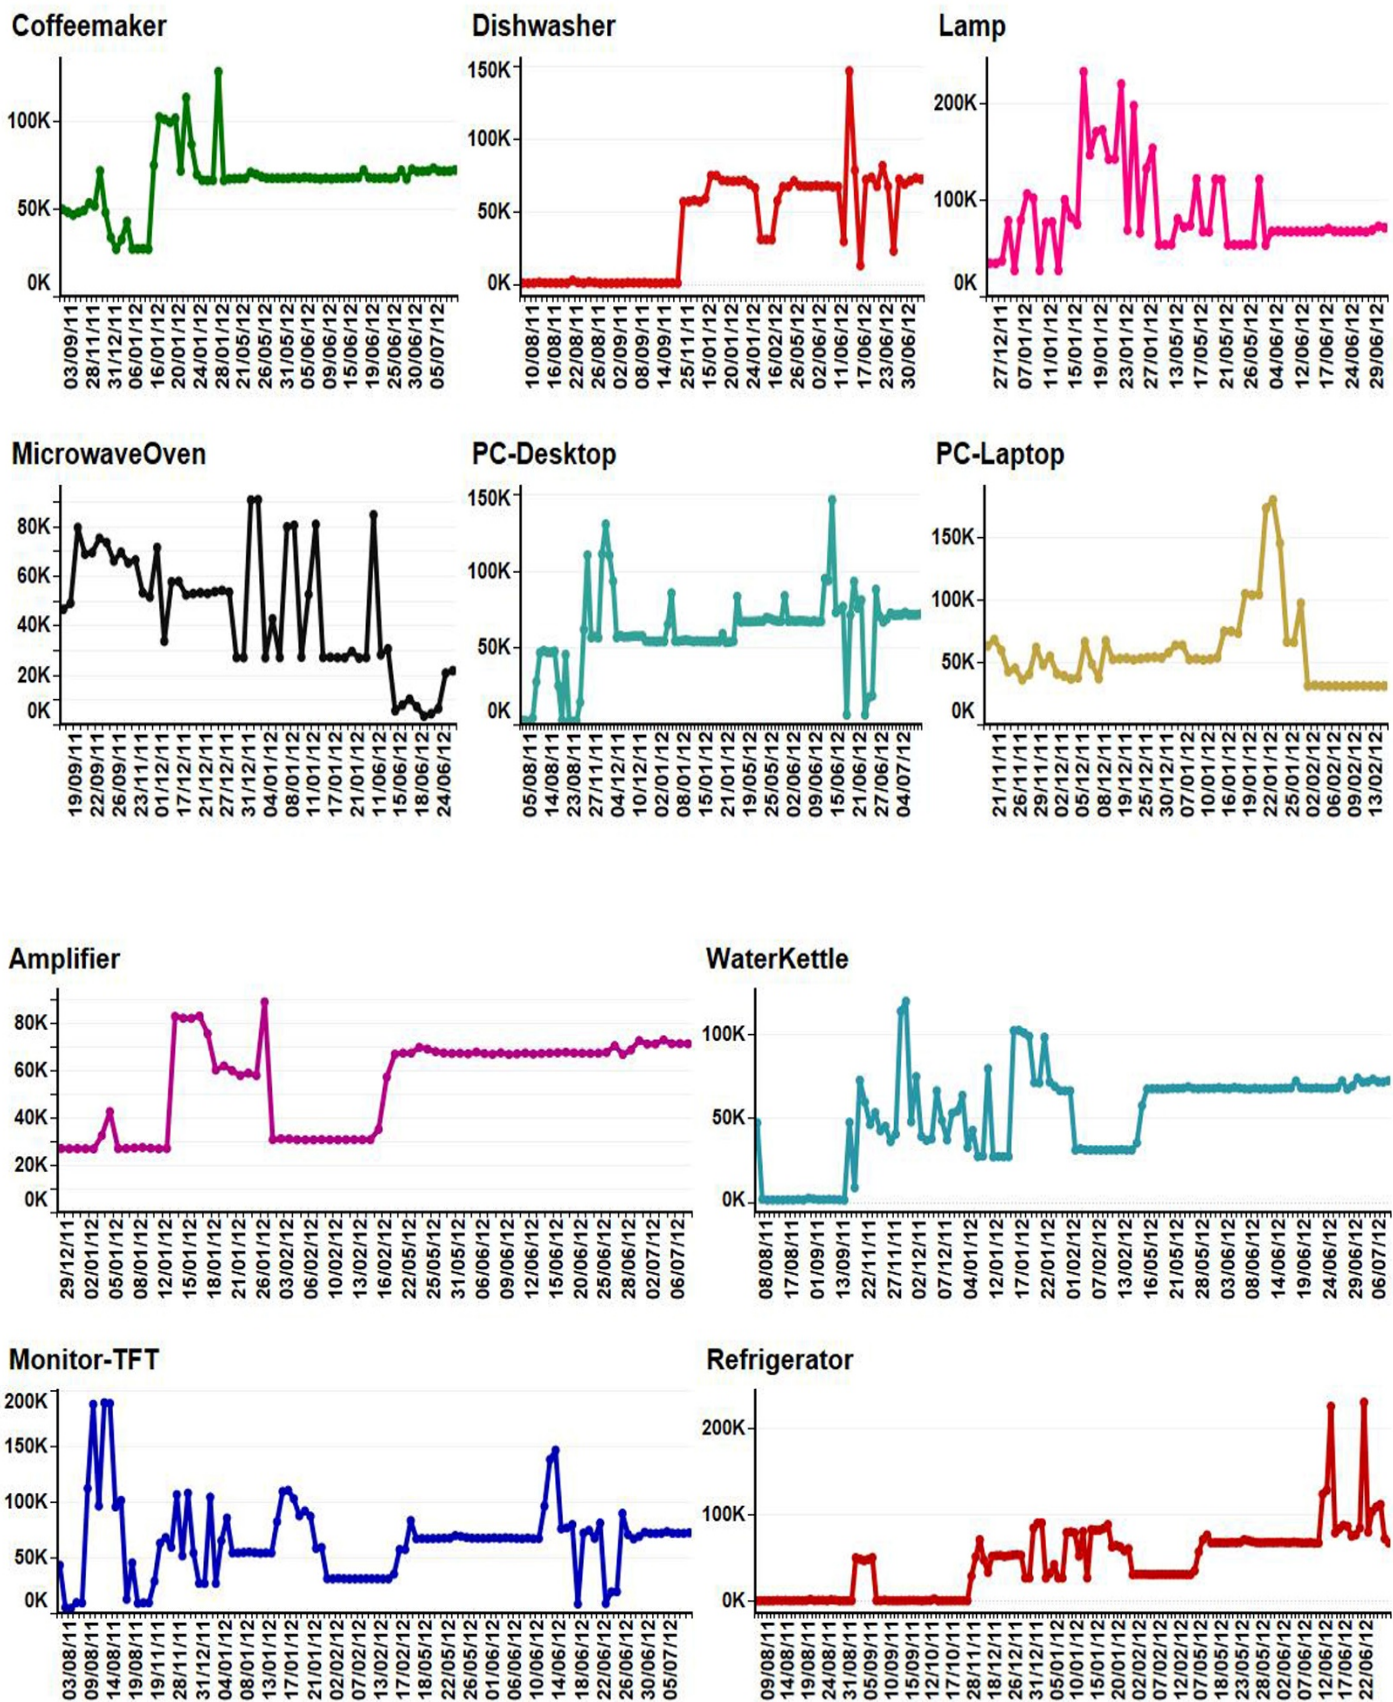 Coffeemaker
100K
50K
0K
03/09/11 28/11/11 31/12/11 06/01/12 16/01/12 20/01/12 24/01/12 28/01/12 21/05/12 26/05/12 31/05/12 05/06/12 09/06/12 15/06/12 19/06/12 25/06/12 30/06/12 05/07/12
Dishwasher
150K
100K
50K
0K
10/08/11 16/08/11 22/08/11 26/08/11 02/09/11 08/09/11 14/09/11 25/11/11 15/01/12 20/01/12 24/01/12 16/02/12 26/05/12 02/06/12 11/06/12 17/06/12 23/06/12 30/06/12
Lamp
200K
100K
0K
27/12/11 07/01/12 11/01/12 15/01/12 19/01/12 23/01/12 27/01/12 13/05/12 17/05/12 21/05/12 26/05/12 04/06/12 12/06/12 17/06/12 24/06/12 29/06/12
MicrowaveOven
80K
60K
40K
20K
0K
19/09/11 22/09/11 26/09/11 23/11/11 01/12/11 17/12/11 21/12/11 27/12/11 31/12/11 04/01/12 08/01/12 11/01/12 17/01/12 21/01/12 11/06/12 15/06/12 18/06/12 24/06/12
PC-Desktop
150K
100K
50K
0K
05/08/11 14/08/11 23/08/11 27/11/11 04/12/11 10/12/11 02/01/12 08/01/12 15/01/12 21/01/12 19/05/12 25/05/12 02/06/12 09/06/12 15/06/12 21/06/12 27/06/12 04/07/12
PC-Laptop
150K
100K
50K
0K
21/11/11 26/11/11 29/11/11 02/12/11 05/12/11 08/12/11 19/12/11 25/12/11 30/12/11 07/01/12 10/01/12 16/01/12 19/01/12 22/01/12 25/01/12 02/02/12 06/02/12 09/02/12 13/02/12
Amplifier
80K
60K
40K
20K
0K
29/12/11 02/01/12 05/01/12 08/01/12 12/01/12 15/01/12 18/01/12 21/01/12 26/01/12 03/02/12 06/02/12 10/02/12 13/02/12 16/02/12 22/05/12 25/05/12 31/05/12 03/06/12 09/06/12 12/06/12 15/06/12 20/06/12 25/06/12 28/06/12 02/07/12 06/07/12
WaterKettle
100K
50K
0K
08/08/11 17/08/11 01/09/11 13/09/11 22/11/11 27/11/11 02/12/11 07/12/11 04/01/12 12/01/12 17/01/12 22/01/12 01/02/12 07/02/12 13/02/12 16/05/12 21/05/12 28/05/12 03/06/12 08/06/12 14/06/12 19/06/12 24/06/12 29/06/12 06/07/12
Monitor-TFT
200K
150K
100K
50K
0K
03/08/11 09/08/11 14/08/11 19/08/11 19/11/11 28/11/11 31/12/11 04/01/12 08/01/12 13/01/12 17/01/12 21/01/12 02/02/12 07/02/12 12/02/12 17/02/12 18/05/12 22/05/12 27/05/12 01/06/12 06/06/12 10/06/12 14/06/12 18/06/12 22/06/12 26/06/12 30/06/12 05/07/12
Refrigerator
200K
100K
0K
09/08/11 14/08/11 19/08/11 26/08/11 31/08/11 05/09/11 17/09/11 12/10/11 17/10/11 28/11/11 18/12/11 26/12/11 31/12/11 05/01/12 10/01/12 15/01/12 20/01/12 02/02/12 07/02/12 12/02/12 17/05/12 18/05/12 23/05/12 28/05/12 02/06/12 07/06/12 12/06/12 17/06/12 22/06/12